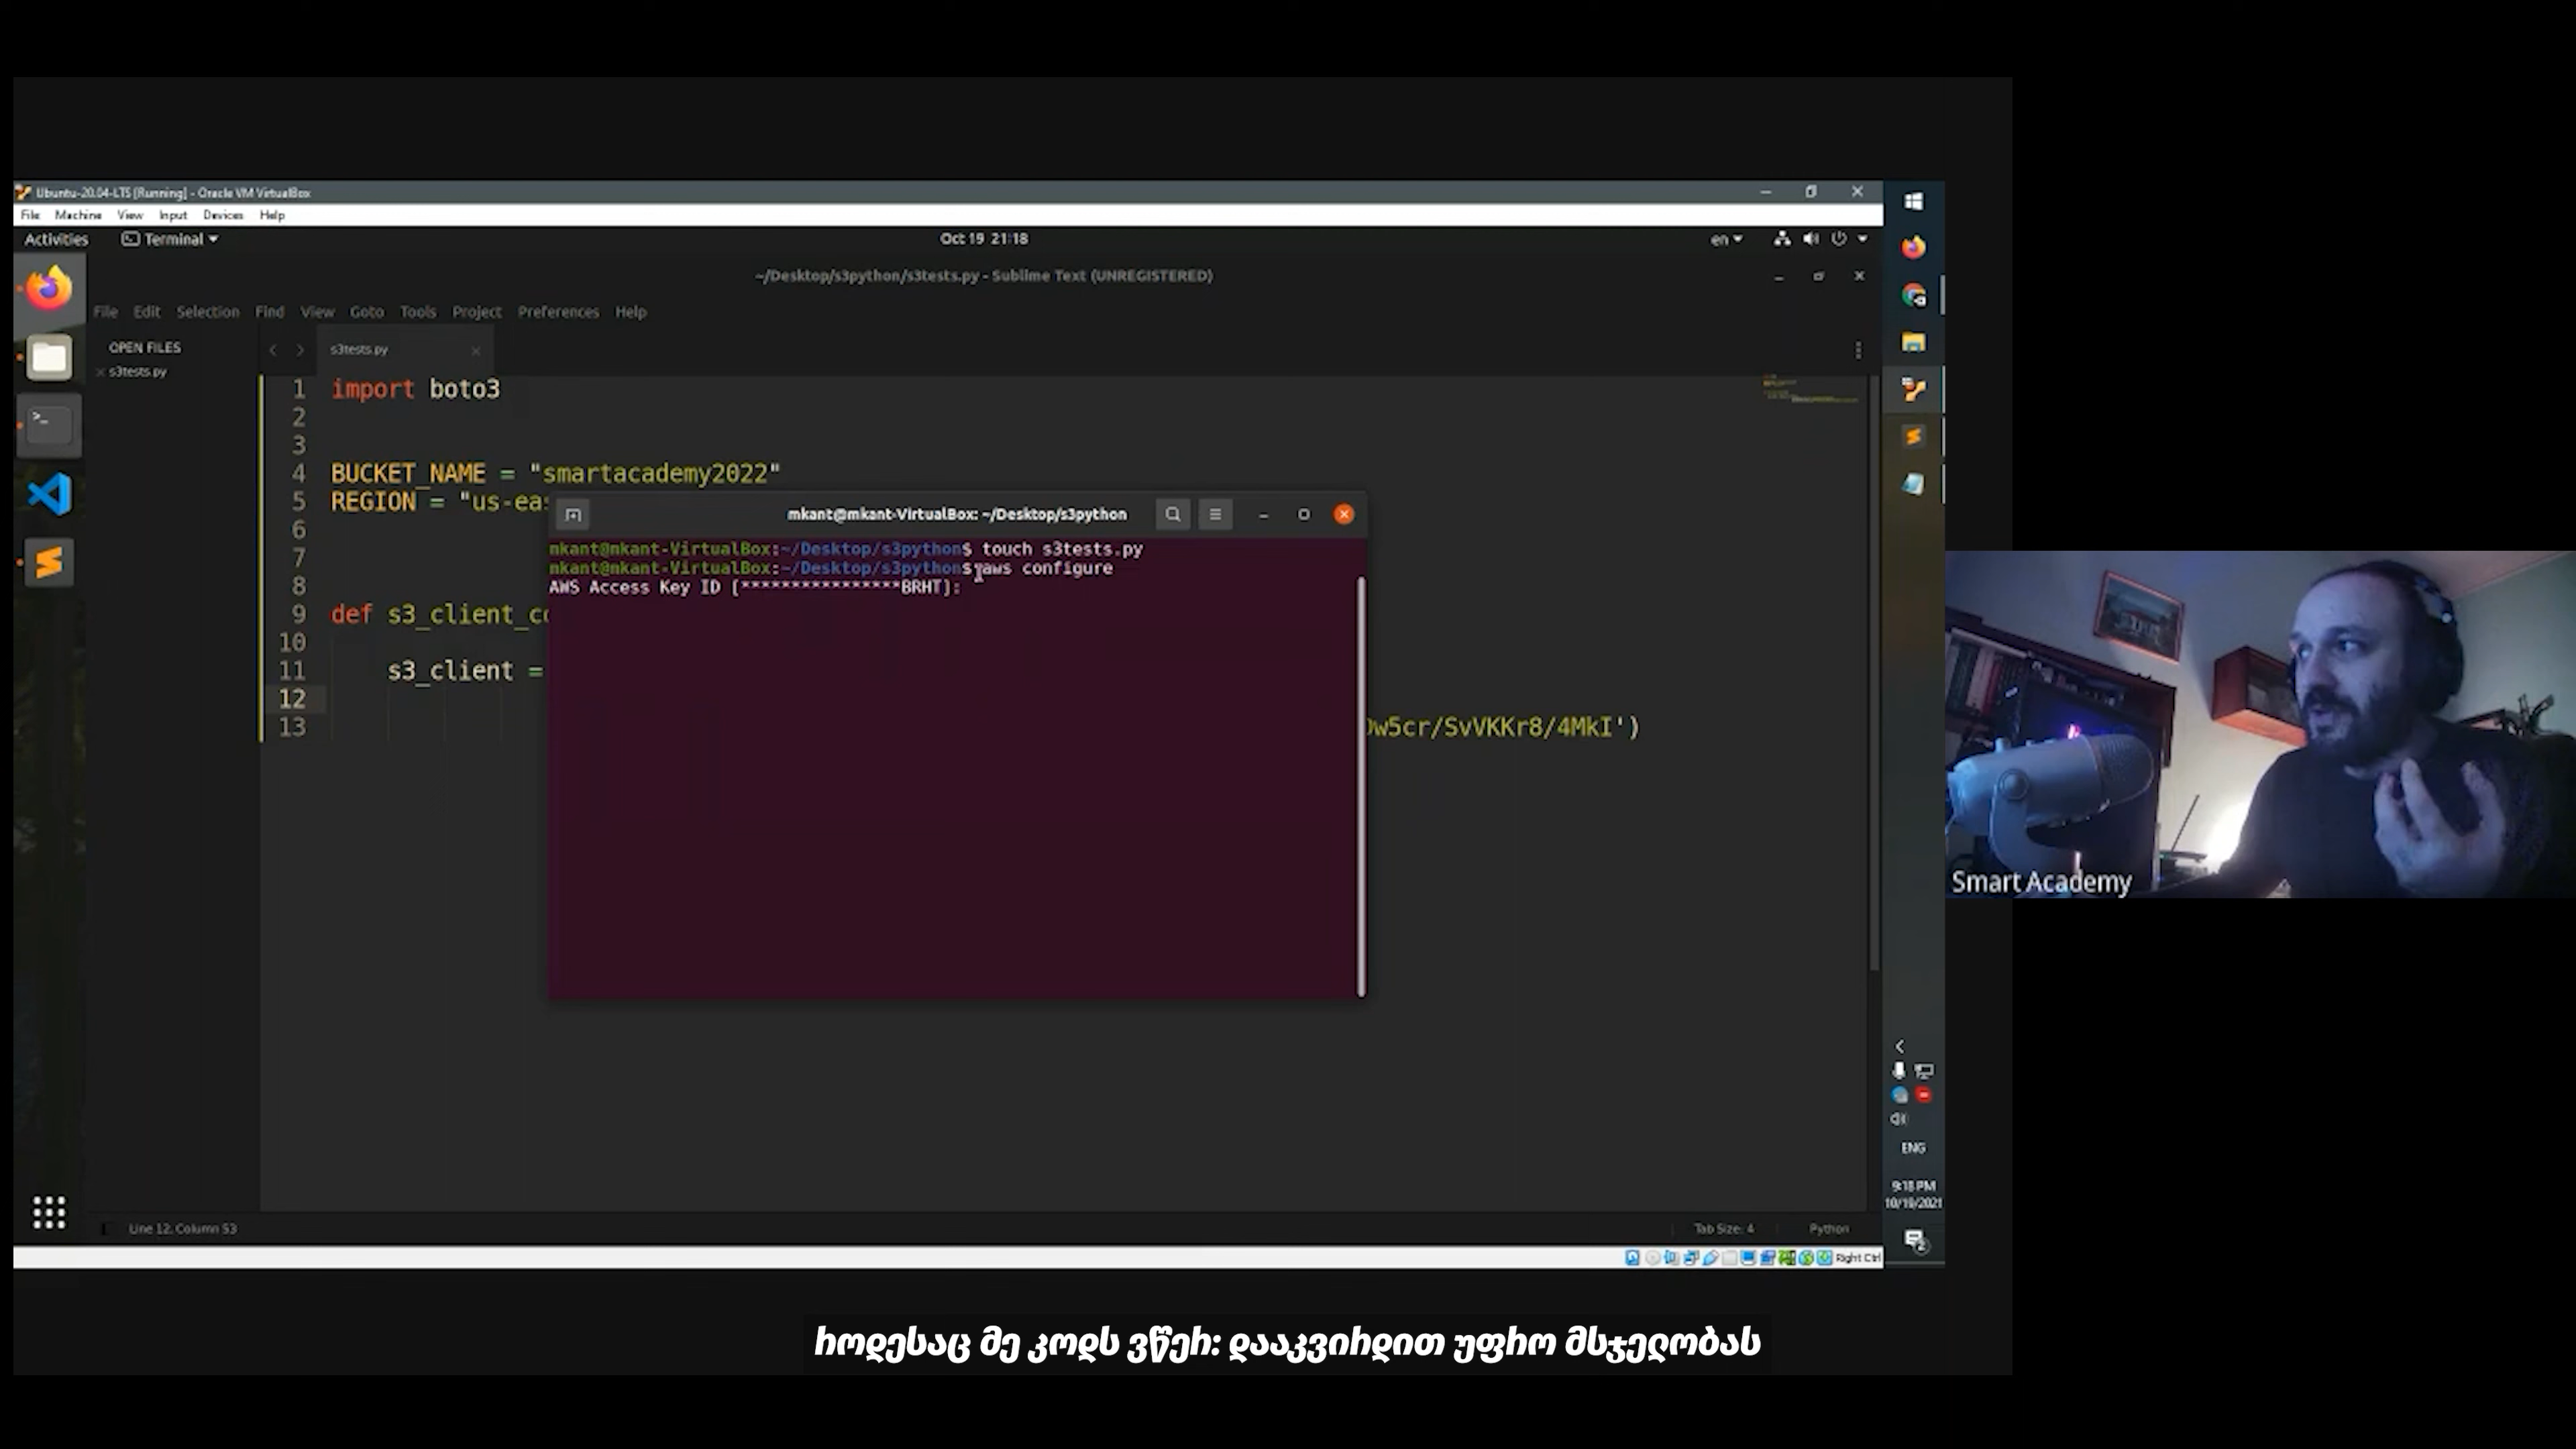 Ubuntu-20.04-LTS [Running] - Oracle VM VirtualBox
File Machine View Input Devices Help
Activities Terminal Oct 19 21:18 en
~/Desktop/s3python/s3tests.py - Sublime Text (UNREGISTERED)
File Edit Selection Find View Goto Tools Project Preferences Help
OPEN FILES
s3tests.py
s3tests.py
1 import boto3
2
3
4 BUCKET_NAME = "smartacademy2022"
5 REGION = "us-eas
6
7
8
9 def s3_client_co
10
11 s3_client =
12
13 w5cr/SvVKKr8/4MkI')
mkant@mkant-VirtualBox: ~/Desktop/s3python
mkant@mkant-VirtualBox:~/Desktop/s3python$ touch s3tests.py
mkant@mkant-VirtualBox:~/Desktop/s3python$ aws configure
AWS Access Key ID [****************BRHT]:
Smart Academy
ENG
9:18 PM
10/19/2021
Line 12, Column 53
Tab Size: 4 Python
Right Ctrl
როდესაც მე კოდს ვწერ: დააკვირდით უფრო მსჯელობას